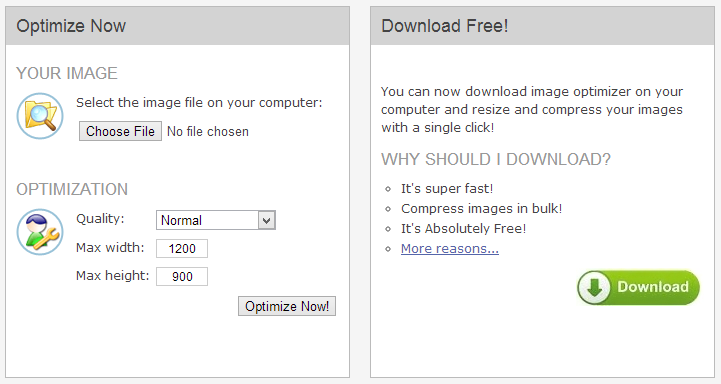 Optimize Now
YOUR IMAGE
Select the image file on your computer:
Choose File No file chosen
OPTIMIZATION
Quality: Normal
Max width: 1200
Max height: 900
Optimize Now!
Download Free!
You can now download image optimizer on your
computer and resize and compress your images
with a single click!
WHY SHOULD I DOWNLOAD?
It's super fast!
Compress images in bulk!
It's Absolutely Free!
More reasons...
Download